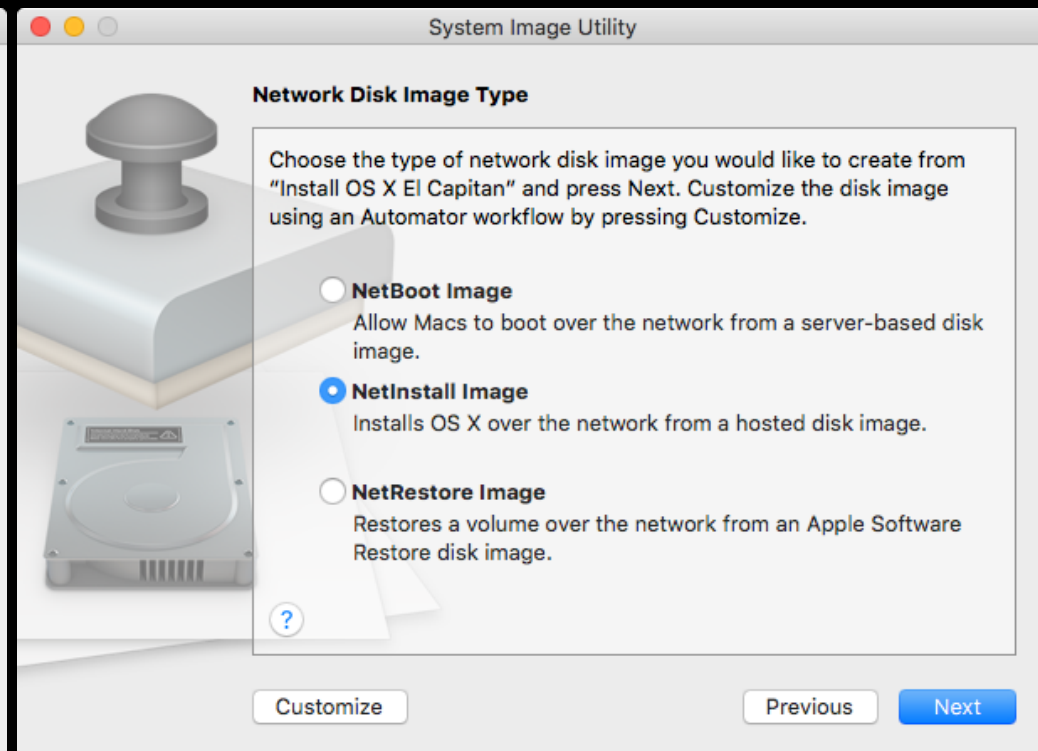 System Image Utility
Network Disk Image Type
Choose the type of network disk image you would like to create from
“Install OS X El Capitan” and press Next. Customize the disk image
using an Automator workflow by pressing Customize.
NetBoot Image
Allow Macs to boot over the network from a server-based disk
image.
NetInstall Image
Installs OS X over the network from a hosted disk image.
NetRestore Image
Restores a volume over the network from an Apple Software
Restore disk image.
?
Customize
Previous
Next